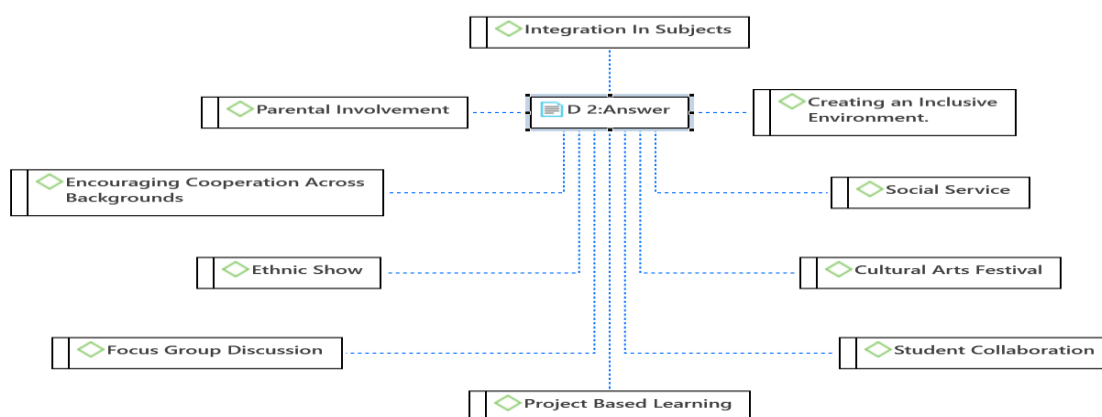 Integration In Subjects
Parental Involvement
D 2:Answer
Creating an Inclusive
Environment.
Encouraging Cooperation Across
Backgrounds
Social Service
Ethnic Show
Cultural Arts Festival
Focus Group Discussion
Student Collaboration
Project Based Learning